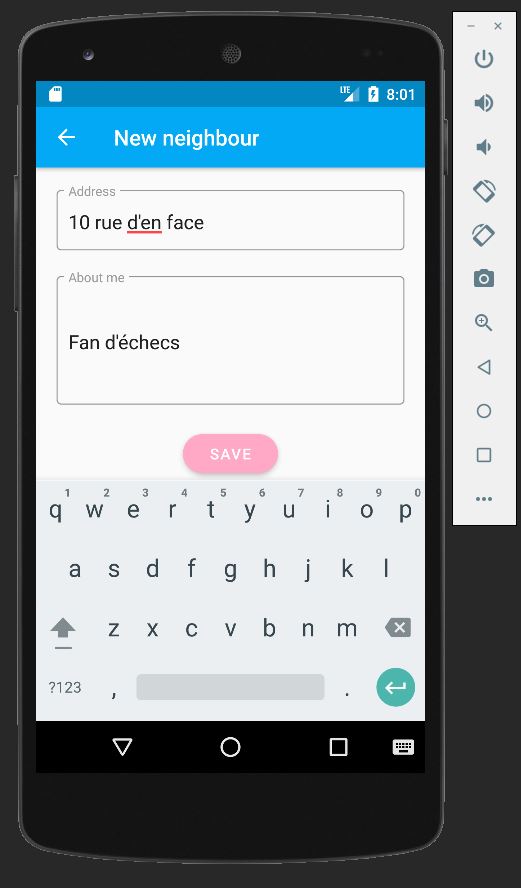 LTE 8:01
New neighbour
Address
10 rue d'en face
About me
Fan d'échecs
SAVE
1 2 3 4 5 6 7 8 9 0
q w e r t y u i o p
a s d f g h j k l
z x c v b n m
?123 , .